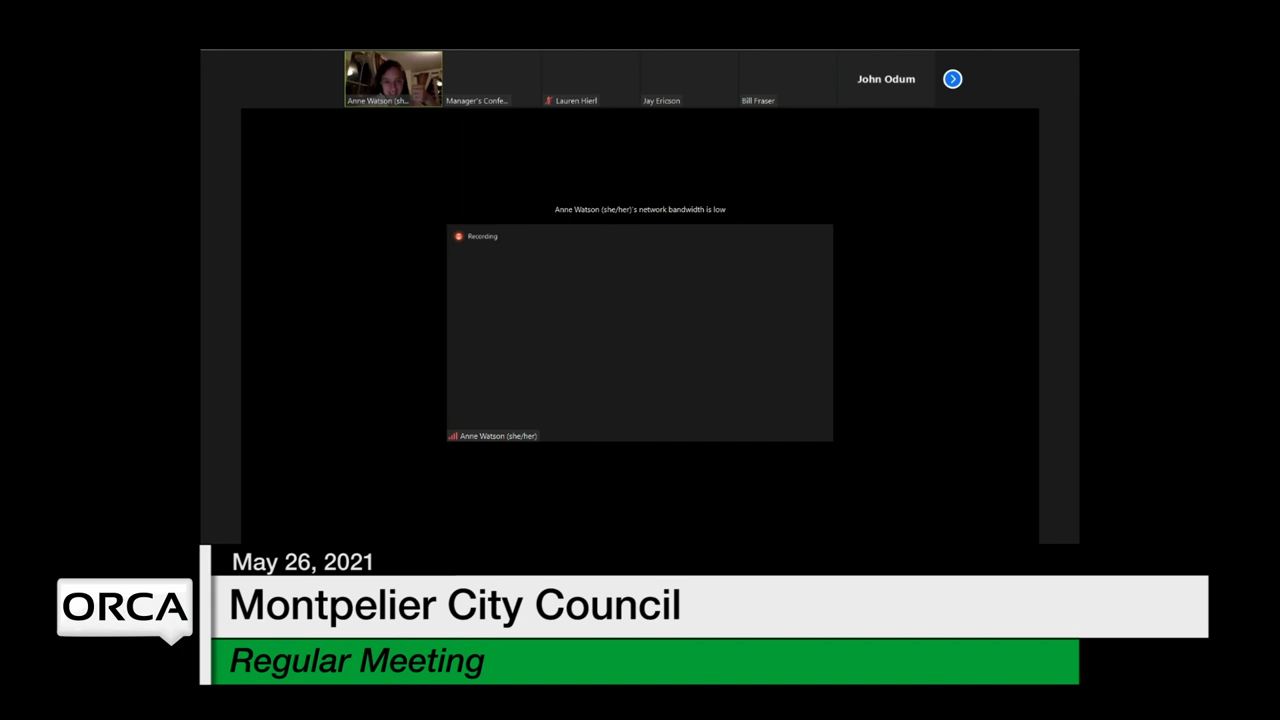 John Odum
Anne Watson (sh...
Manager's Confe...
Lauren Hierl
Jay Ericson
Bill Fraser
Anne Watson (she/her)'s network bandwidth is low
Recording
Anne Watson (she/her)
May 26, 2021
ORCA
Montpelier City Council
Regular Meeting